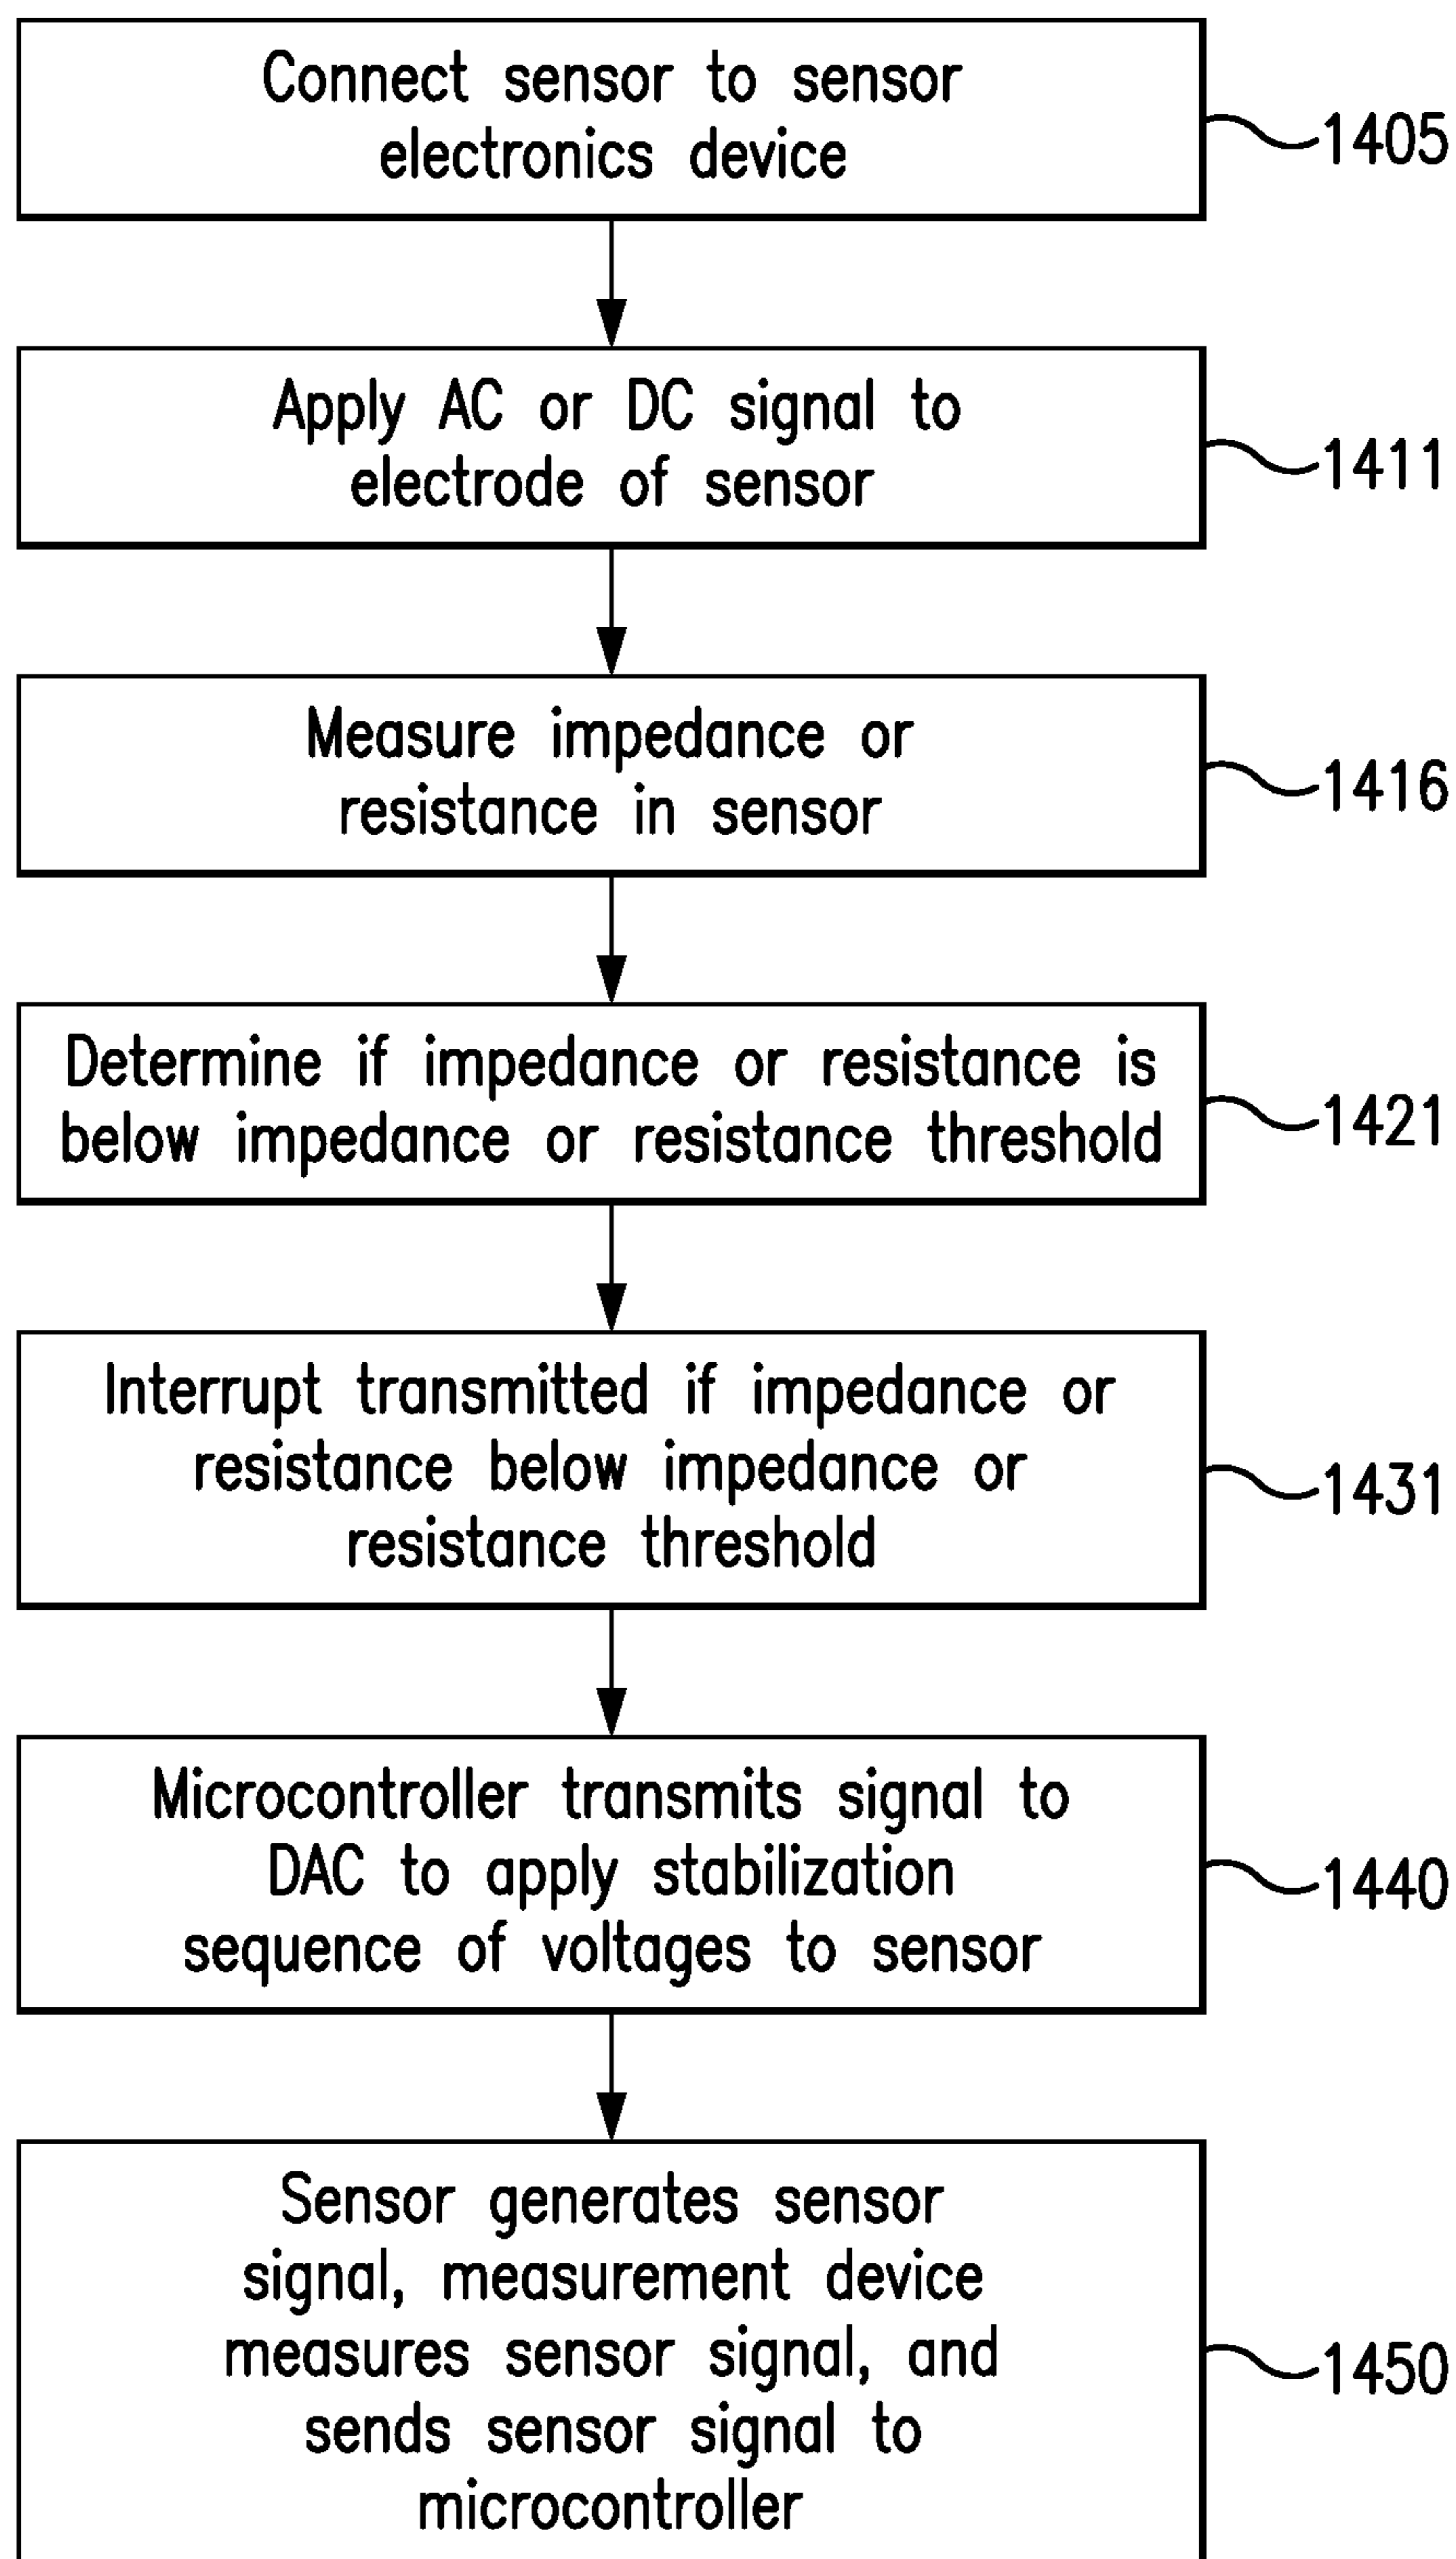 Connect sensor to sensor
electronics device
1405
Apply AC or DC signal to
electrode of sensor
1411
Measure impedance or
resistance in sensor
1416
Determine if impedance or resistance is
below impedance or resistance threshold
1421
Interrupt transmitted if impedance or
resistance below impedance or
resistance threshold
1431
Microcontroller transmits signal to
DAC to apply stabilization
sequence of voltages to sensor
1440
Sensor generates sensor
signal, measurement device
measures sensor signal, and
sends sensor signal to
microcontroller
1450